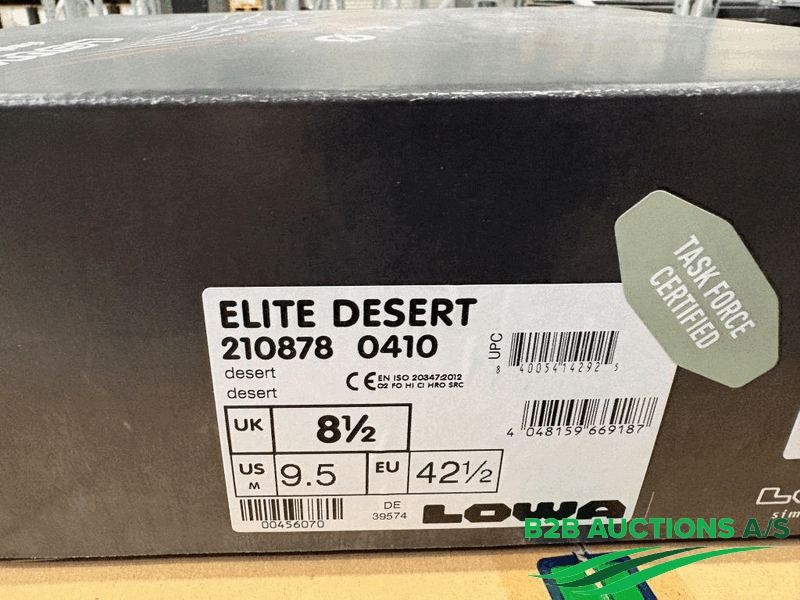 TASK FORCE
CERTIFIED
ELITE DESERT
210878 0410
desert
desert
CE EN ISO 20347:2012
O2 FO HI CI HRO SRC
UPC
8 40054 14292 5
UK 8½
4 048159 669187
US M 9.5 EU 42½
00456070
DE
39574
LOWA
B2B AUCTIONS A/S